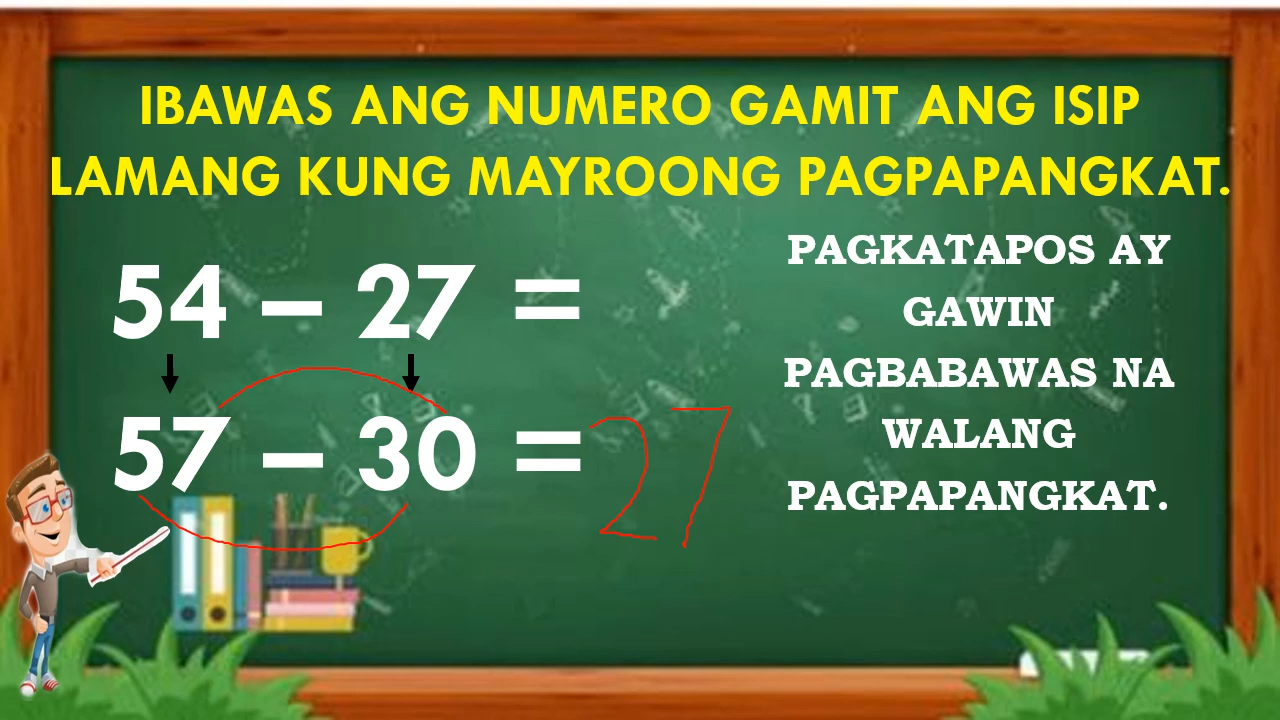 IBAWAS ANG NUMERO GAMIT ANG ISIP
LAMANG KUNG MAYROONG PAGPAPANGKAT.
54 – 27 =
57 – 30 = 27
PAGKATAPOS AY
GAWIN
PAGBABAWAS NA
WALANG
PAGPAPANGKAT.